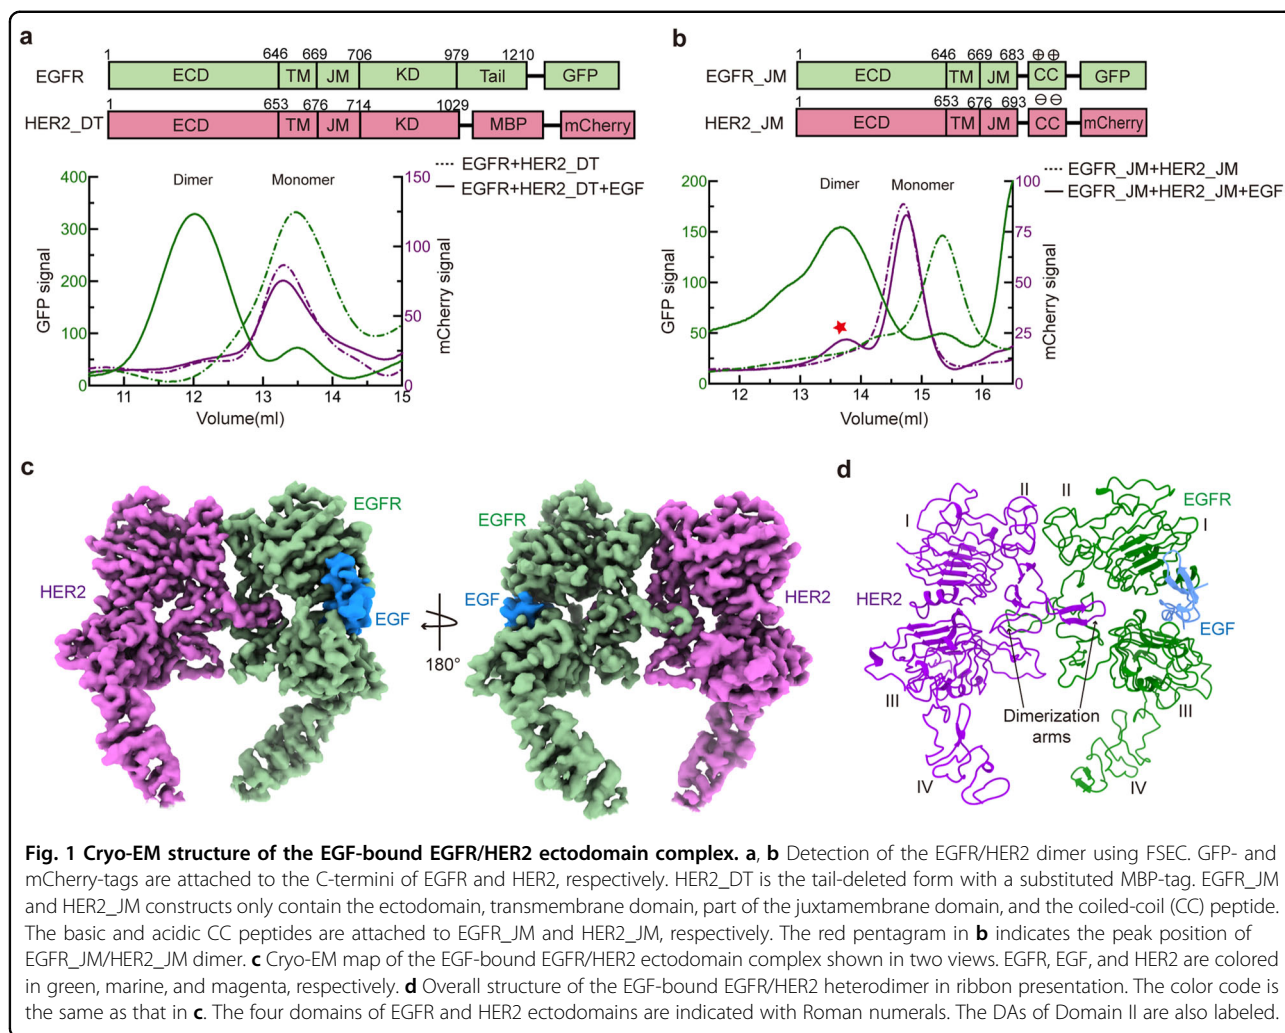 a
1 646 669 706 979 1210
EGFR ECD TM JM KD Tail GFP
1 653 676 714 1029
HER2_DT ECD TM JM KD MBP mCherry
EGFR+HER2_DT
EGFR+HER2_DT+EGF
Dimer Monomer
400 150
300
100
200
50
100
0 0
GFP signal
mCherry signal
11 12 13 14 15
Volume(ml)
b
1 646 669 683 ⊕⊕
EGFR_JM ECD TM JM CC GFP
1 653 676 693 ⊖⊖
HER2_JM ECD TM JM CC mCherry
EGFR_JM+HER2_JM
EGFR_JM+HER2_JM+EGF
Dimer Monomer
200 100
150 75
100 50
50 25
0 0
GFP signal
mCherry signal
12 13 14 15 16
Volume(ml)
c
EGFR
HER2
EGF
180°
EGFR
EGF
HER2
d
II II
EGFR
I I
HER2
EGF
III III
Dimerization
arms
IV IV
Fig. 1 Cryo-EM structure of the EGF-bound EGFR/HER2 ectodomain complex. a, b Detection of the EGFR/HER2 dimer using FSEC. GFP- and
mCherry-tags are attached to the C-termini of EGFR and HER2, respectively. HER2_DT is the tail-deleted form with a substituted MBP-tag. EGFR_JM
and HER2_JM constructs only contain the ectodomain, transmembrane domain, part of the juxtamembrane domain, and the coiled-coil (CC) peptide.
The basic and acidic CC peptides are attached to EGFR_JM and HER2_JM, respectively. The red pentagram in b indicates the peak position of
EGFR_JM/HER2_JM dimer. c Cryo-EM map of the EGF-bound EGFR/HER2 ectodomain complex shown in two views. EGFR, EGF, and HER2 are colored
in green, marine, and magenta, respectively. d Overall structure of the EGF-bound EGFR/HER2 heterodimer in ribbon presentation. The color code is
the same as that in c. The four domains of EGFR and HER2 ectodomains are indicated with Roman numerals. The DAs of Domain II are also labeled.